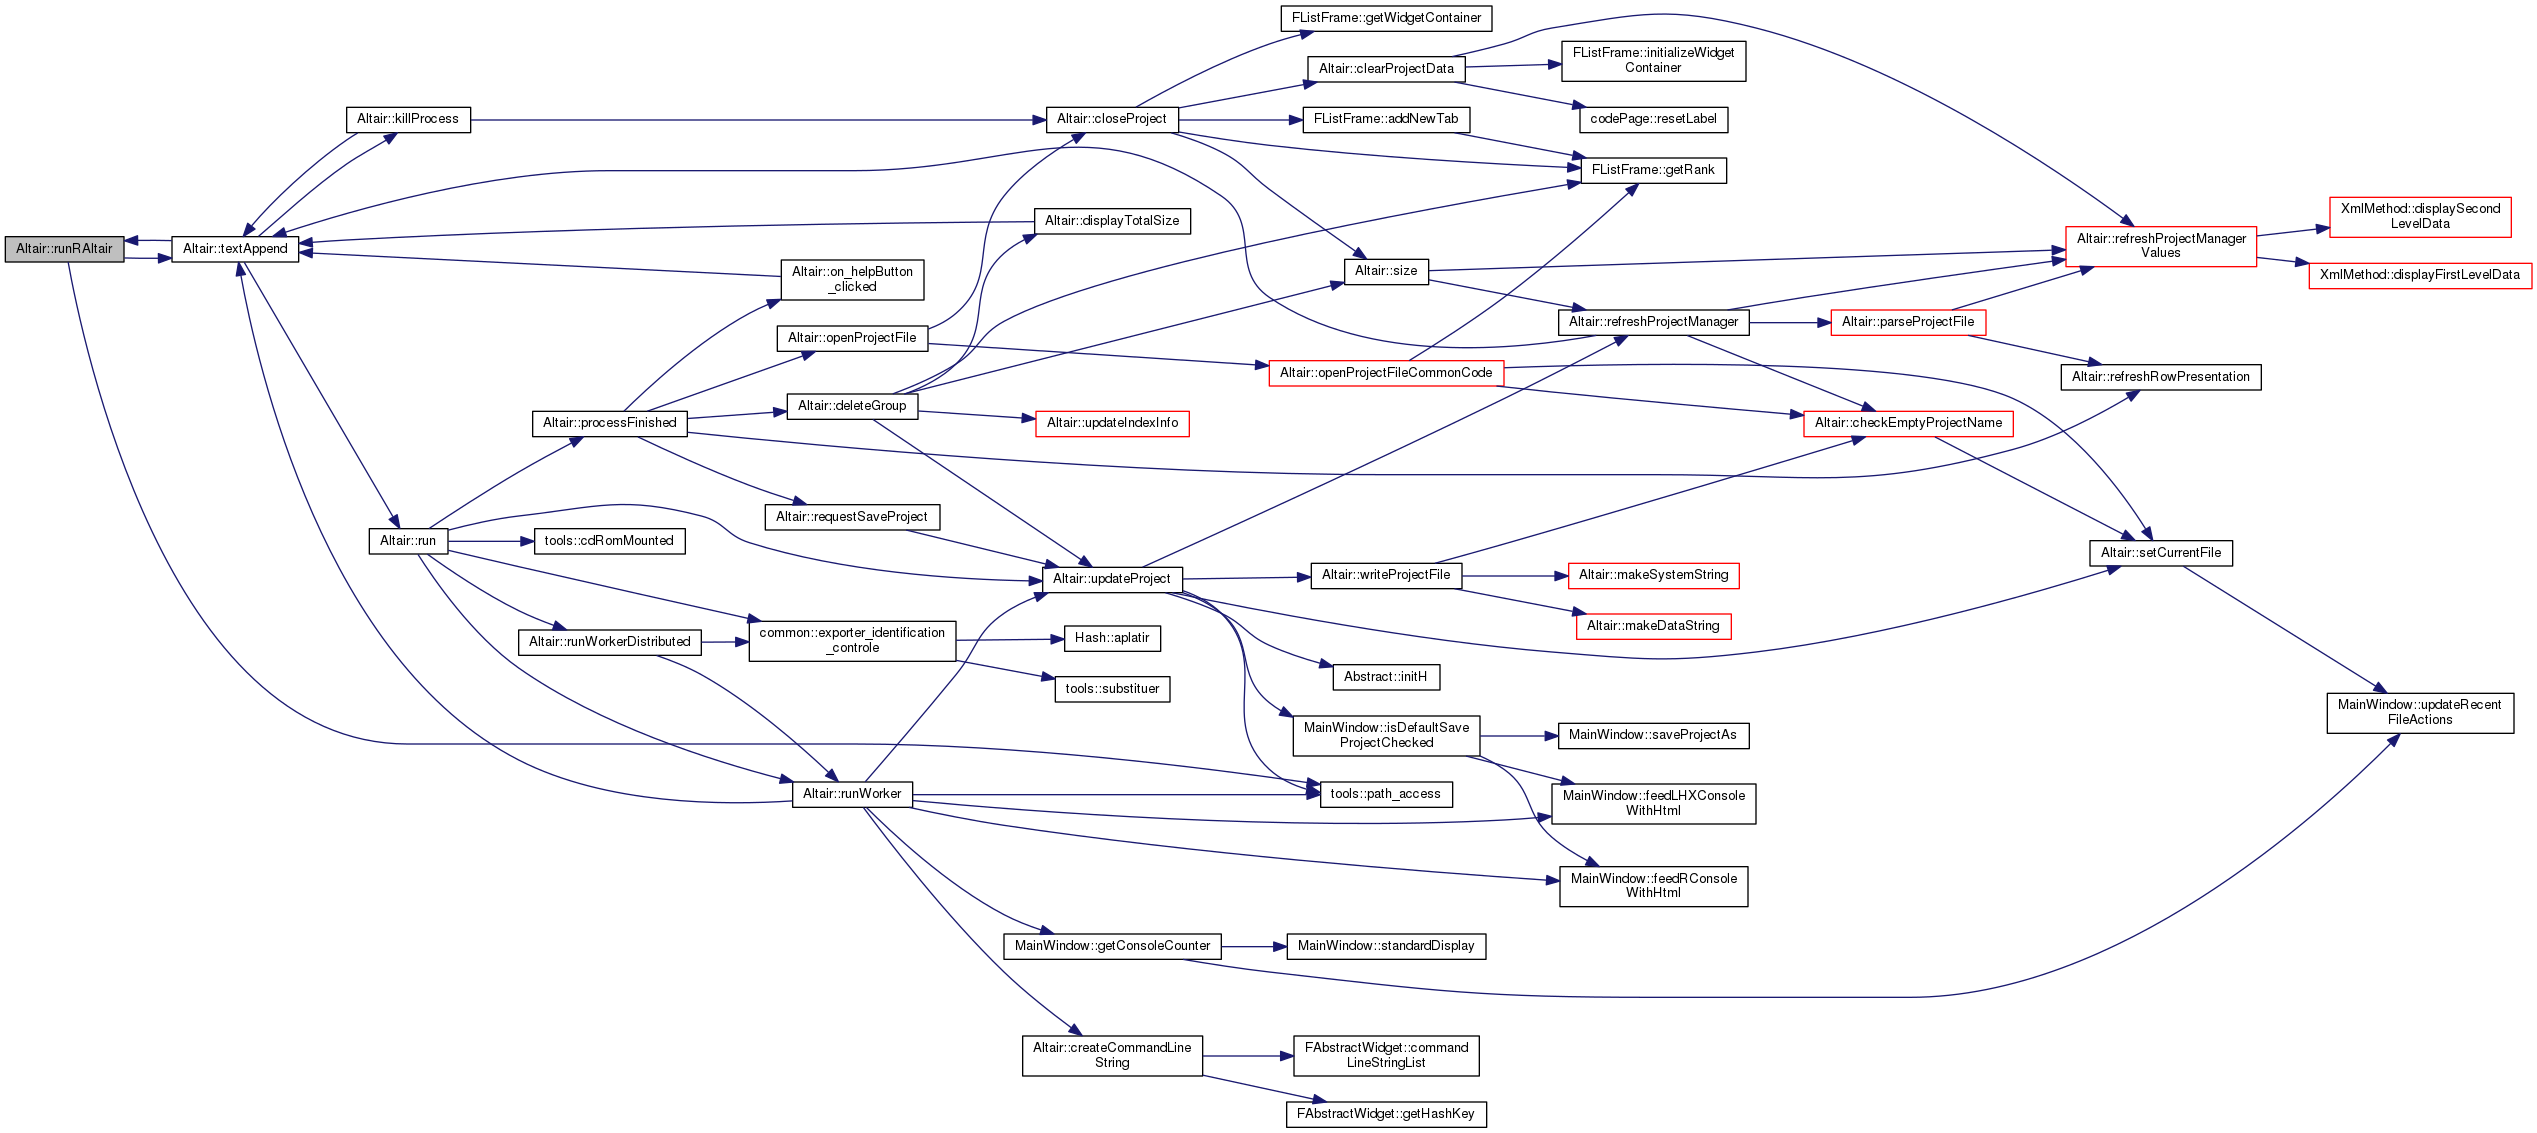 FListFrame::getWidgetContainer
FListFrame::initializeWidget
Container
Altair::clearProjectData
Altair::killProcess
Altair::closeProject
FListFrame::addNewTab
codePage::resetLabel
FListFrame::getRank
Altair::displayTotalSize
XmlMethod::displaySecond
LevelData
Altair::runRAltair
Altair::textAppend
Altair::refreshProjectManager
Values
Altair::on_helpButton
_clicked
Altair::size
XmlMethod::displayFirstLevelData
Altair::openProjectFile
Altair::refreshProjectManager
Altair::parseProjectFile
Altair::openProjectFileCommonCode
Altair::refreshRowPresentation
Altair::deleteGroup
Altair::processFinished
Altair::updateIndexInfo
Altair::checkEmptyProjectName
Altair::requestSaveProject
Altair::run
tools::cdRomMounted
Altair::setCurrentFile
Altair::updateProject
Altair::writeProjectFile
Altair::makeSystemString
Altair::makeDataString
Altair::runWorkerDistributed
common::exporter_identification
_controle
Hash::aplatir
Abstract::initH
tools::substituer
MainWindow::updateRecent
FileActions
MainWindow::isDefaultSave
ProjectChecked
MainWindow::saveProjectAs
Altair::runWorker
tools::path_access
MainWindow::feedLHXConsole
WithHtml
MainWindow::feedRConsole
WithHtml
MainWindow::getConsoleCounter
MainWindow::standardDisplay
Altair::createCommandLine
String
FAbstractWidget::command
LineStringList
FAbstractWidget::getHashKey